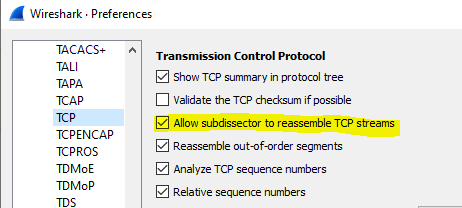 Wireshark · Preferences
TACACS+
TALI
TAPA
TCAP
TCP
TCPENCAP
TCPROS
TDMoE
TDMoP
TDS
Transmission Control Protocol
Show TCP summary in protocol tree
Validate the TCP checksum if possible
Allow subdissector to reassemble TCP streams
Reassemble out-of-order segments
Analyze TCP sequence numbers
Relative sequence numbers